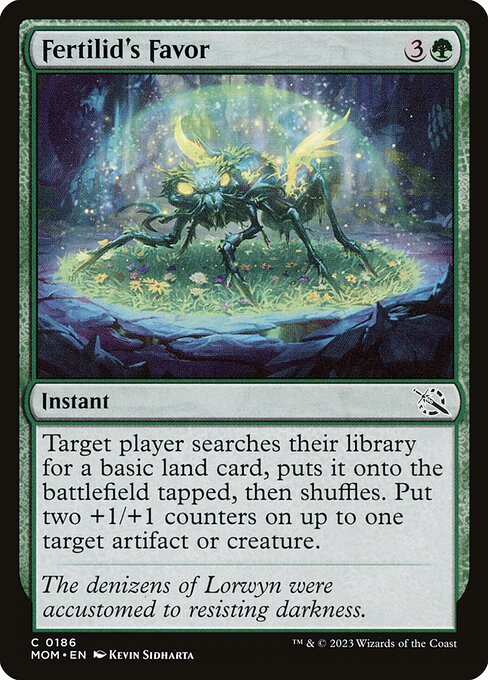 Fertilid's Favor 3
Instant
Target player searches their library
for a basic land card, puts it onto the
battlefield tapped, then shuffles. Put
two +1/+1 counters on up to one
target artifact or creature.
The denizens of Lorwyn were
accustomed to resisting darkness.
C 0186
MOM • EN Kevin Sidharta
™ & © 2023 Wizards of the Coast